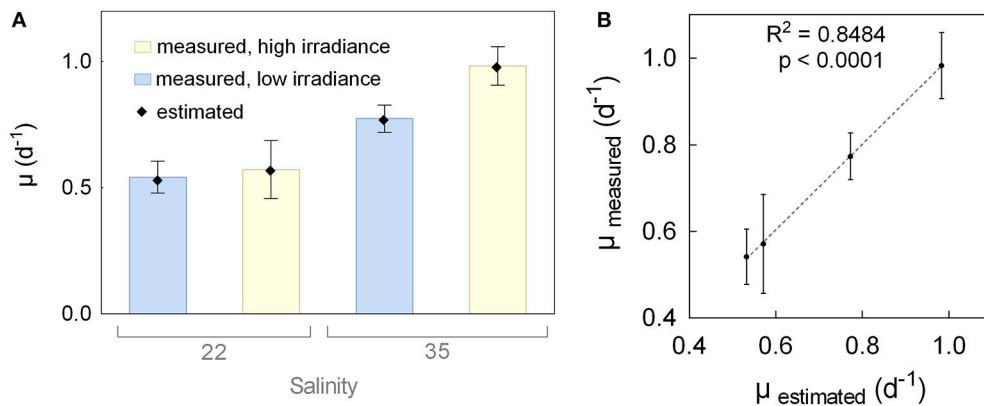 A
measured, high irradiance
measured, low irradiance
estimated
1.0
0.5
0.0
μ (d⁻¹)
22 35
Salinity
B
R² = 0.8484
p < 0.0001
1.0
0.8
0.6
0.4
μ measured (d⁻¹)
0.4 0.6 0.8 1.0
μ estimated (d⁻¹)